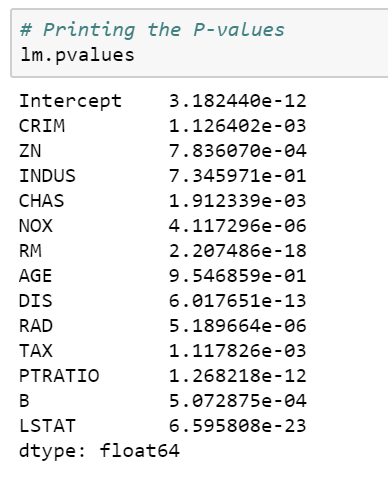 # Printing the P-values
lm.pvalues
Intercept 3.182440e-12
CRIM 1.126402e-03
ZN 7.836070e-04
INDUS 7.345971e-01
CHAS 1.912339e-03
NOX 4.117296e-06
RM 2.207486e-18
AGE 9.546859e-01
DIS 6.017651e-13
RAD 5.189664e-06
TAX 1.117826e-03
PTRATIO 1.268218e-12
B 5.072875e-04
LSTAT 6.595808e-23
dtype: float64